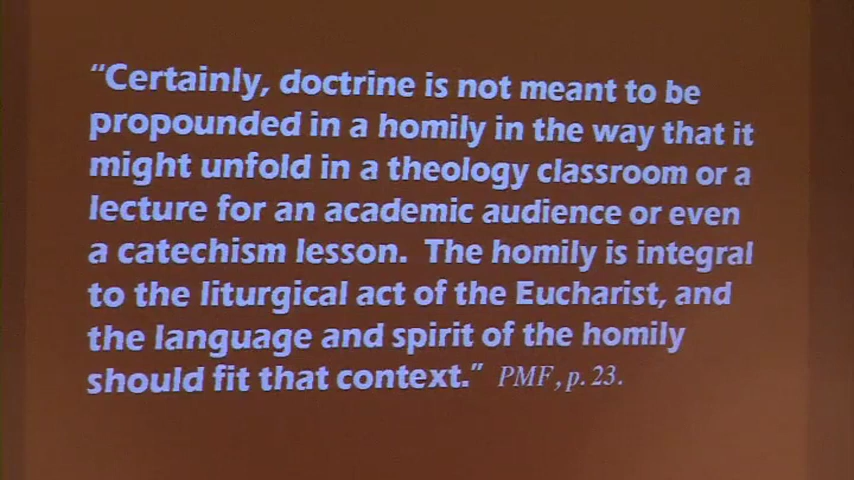 “Certainly, doctrine is not meant to be
propounded in a homily in the way that it
might unfold in a theology classroom or a
lecture for an academic audience or even
a catechism lesson.  The homily is integral
to the liturgical act of the Eucharist, and
the language and spirit of the homily
should fit that context.” PMF, p. 23.